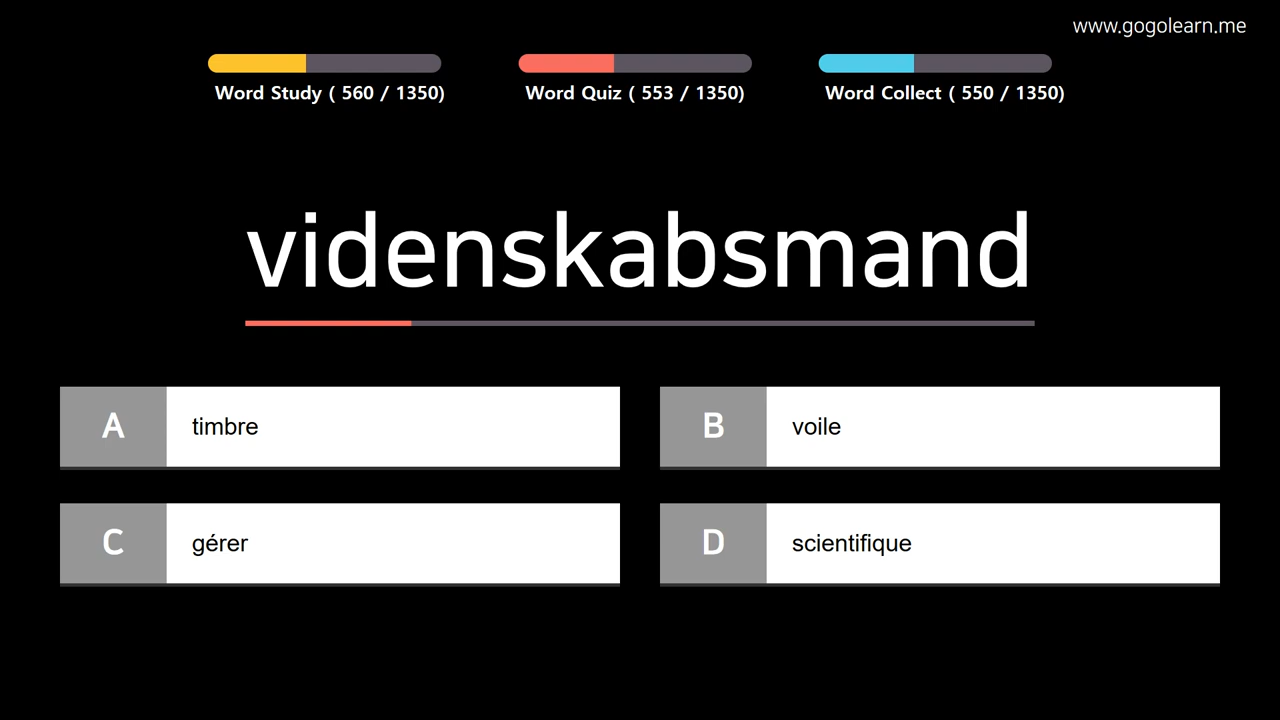 www.gogolearn.me
Word Study ( 560 / 1350)
Word Quiz ( 553 / 1350)
Word Collect ( 550 / 1350)
videnskabsmand
A timbre
B voile
C gérer
D scientifique